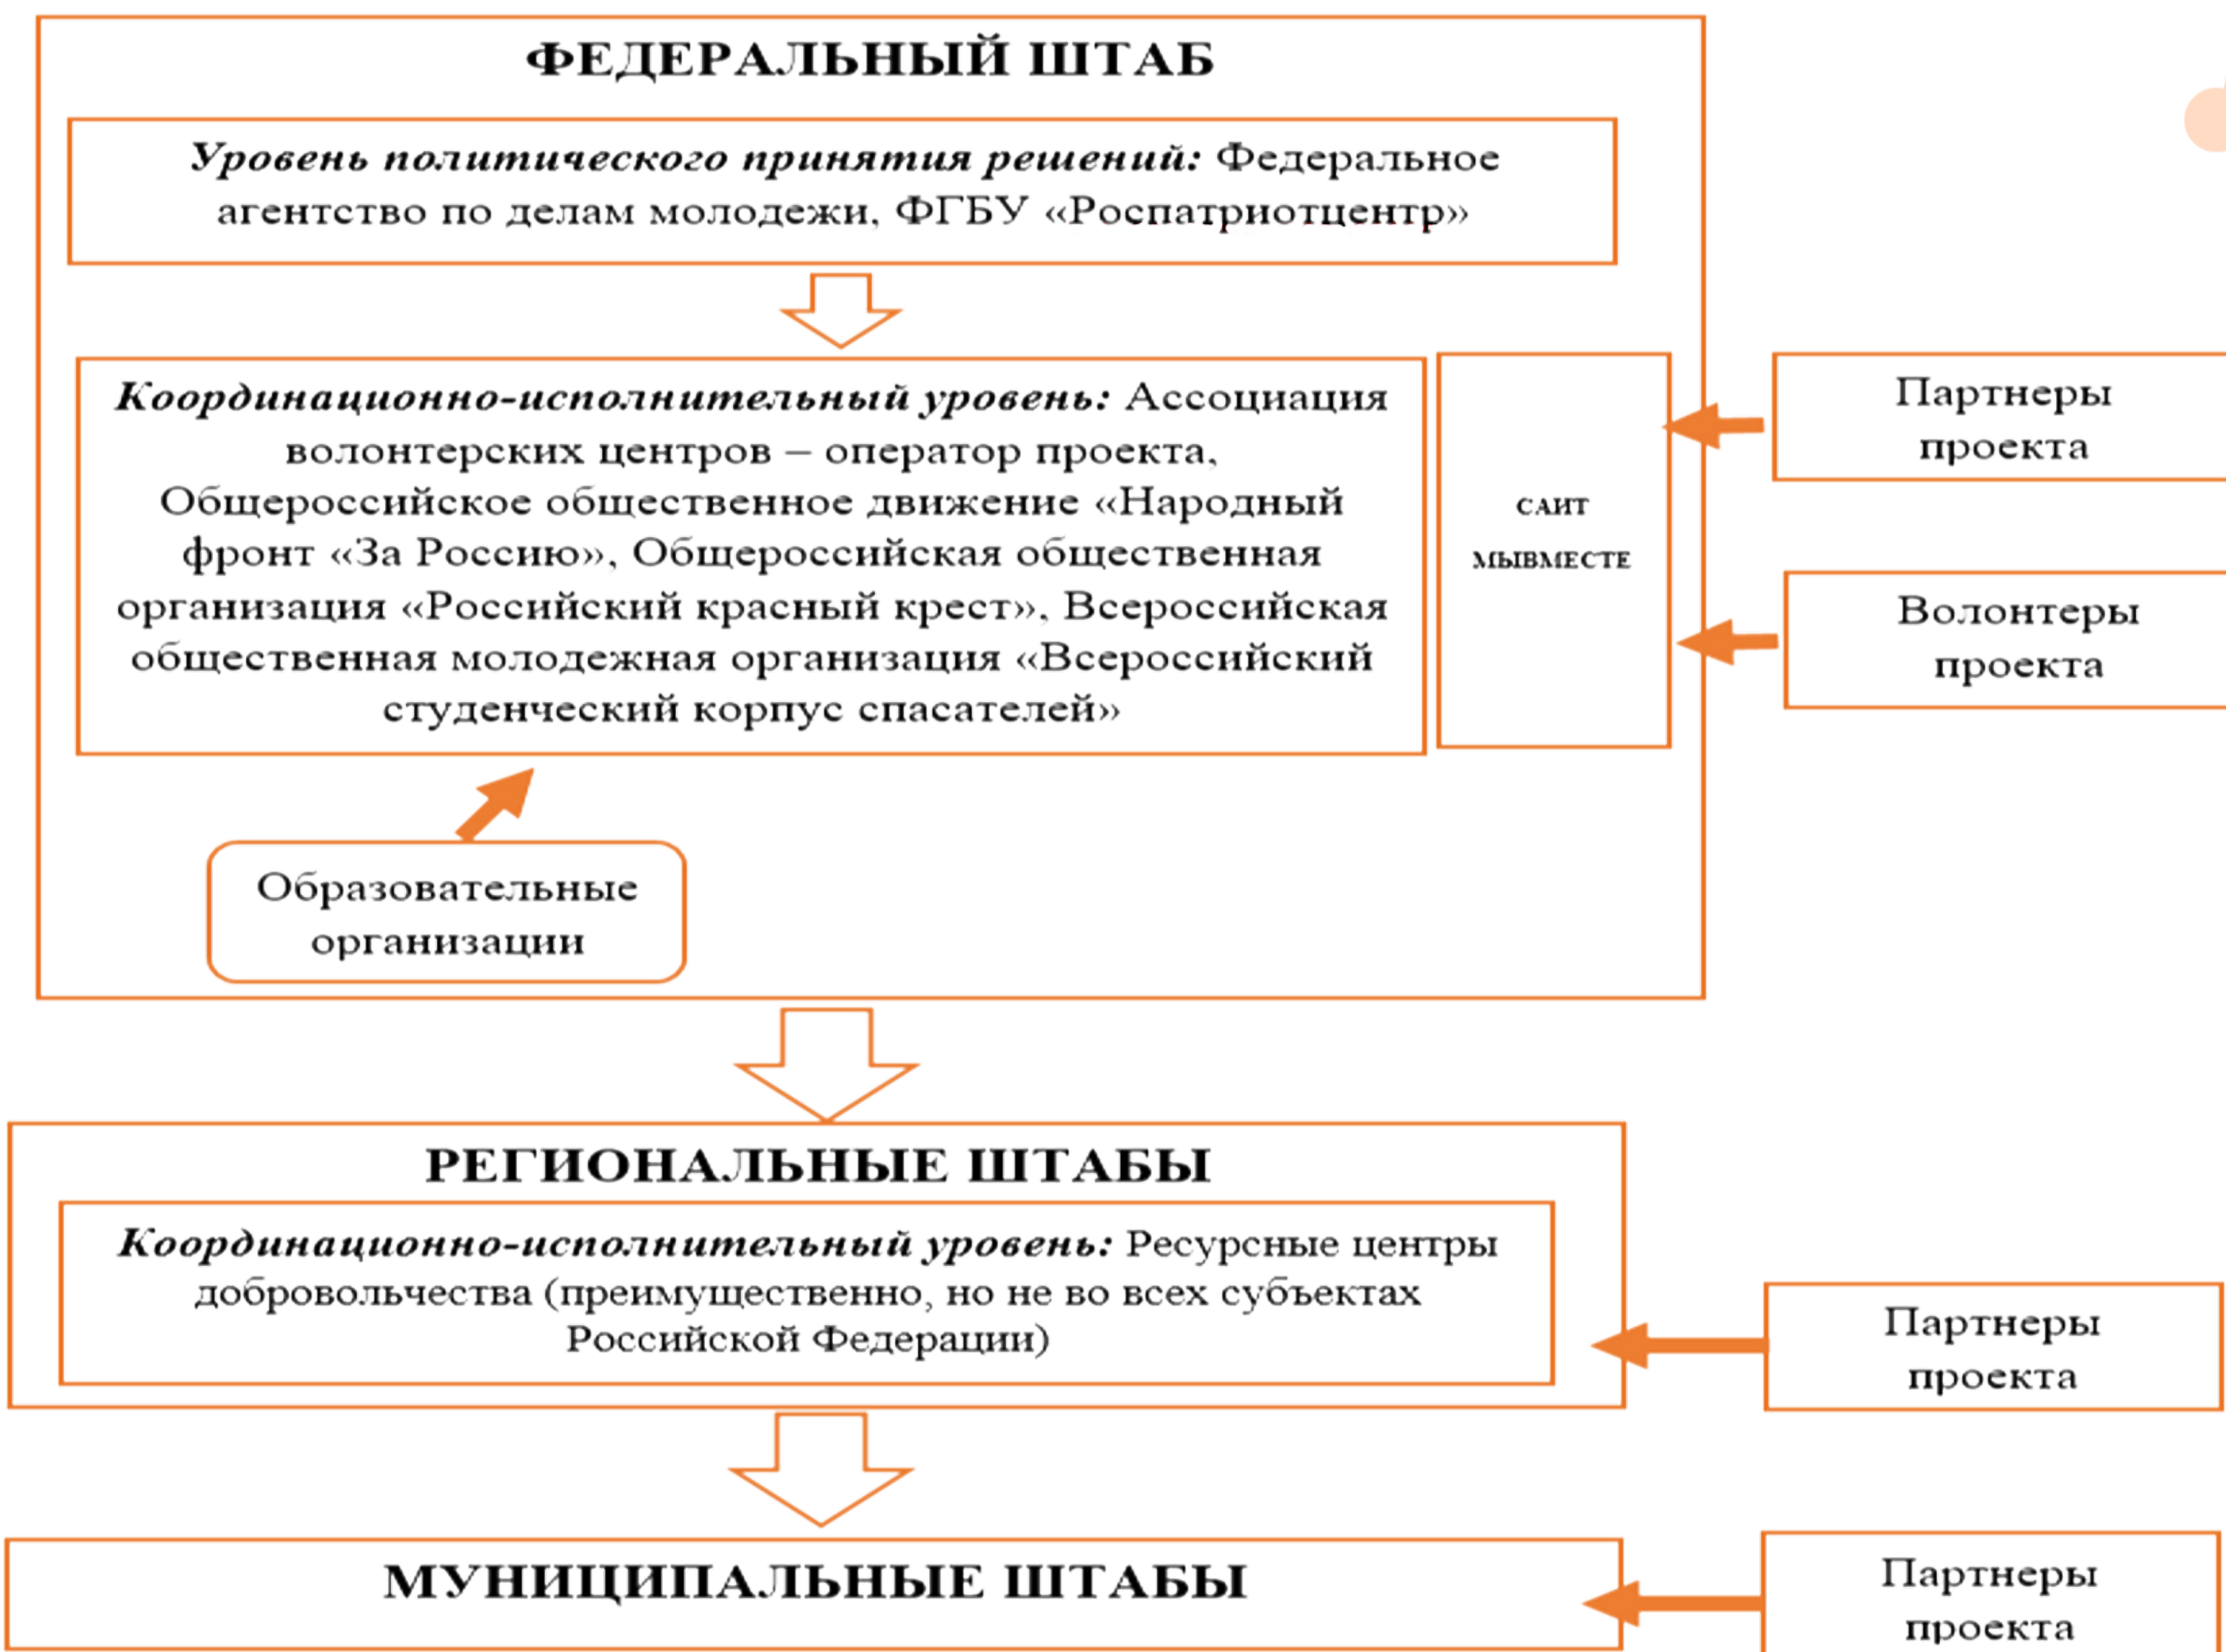 ФЕДЕРАЛЬНЫЙ ШТАБ
Уровень политического принятия решений: Федеральное
агентство по делам молодежи, ФГБУ «Роспатриотцентр»
Координационно-исполнительный уровень: Ассоциация
волонтерских центров – оператор проекта,
Общероссийское общественное движение «Народный
фронт «За Россию», Общероссийская общественная
организация «Российский красный крест», Всероссийская
общественная молодежная организация «Всероссийский
студенческий корпус спасателей»
САЙТ
МЫВМЕСТЕ
Партнеры
проекта
Волонтеры
проекта
Образовательные
организации
РЕГИОНАЛЬНЫЕ ШТАБЫ
Координационно-исполнительный уровень: Ресурсные центры
добровольчества (преимущественно, но не во всех субъектах
Российской Федерации)
Партнеры
проекта
МУНИЦИПАЛЬНЫЕ ШТАБЫ
Партнеры
проекта